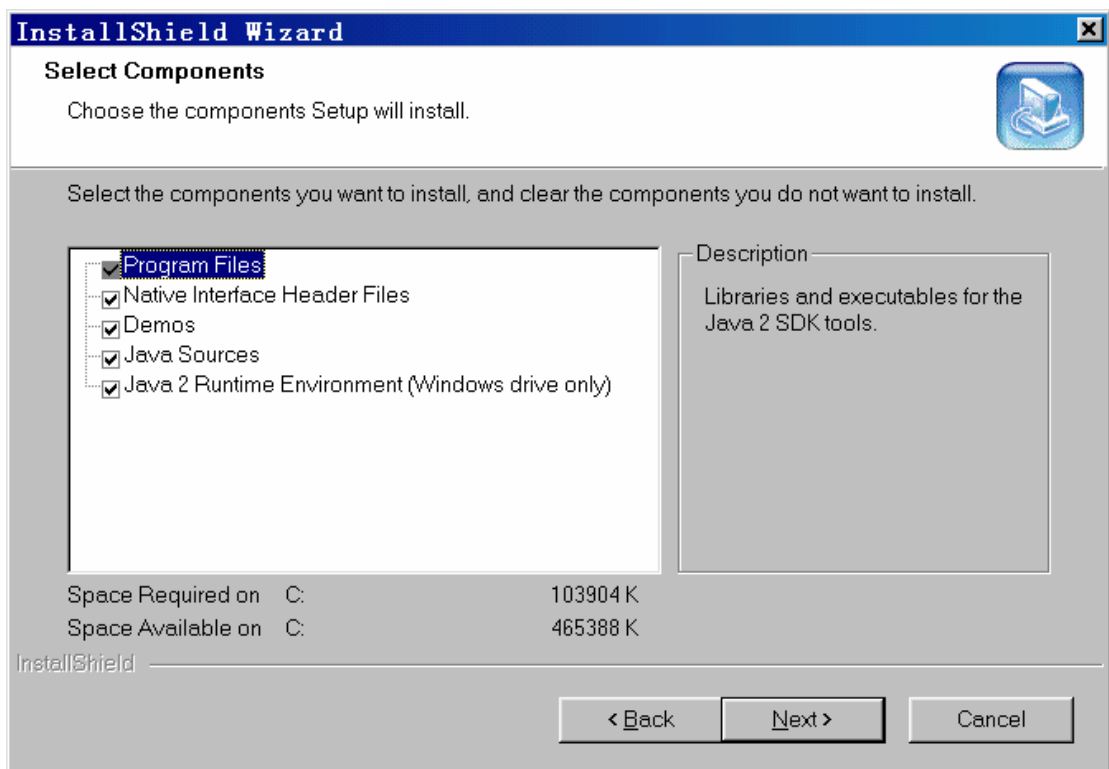 InstallShield Wizard
Select Components
Choose the components Setup will install.
Select the components you want to install, and clear the components you do not want to install.
Program Files
Native Interface Header Files
Demos
Java Sources
Java 2 Runtime Environment (Windows drive only)
Description
Libraries and executables for the
Java 2 SDK tools.
Space Required on C: 103904 K
Space Available on C: 465388 K
InstallShield
< Back
Next >
Cancel